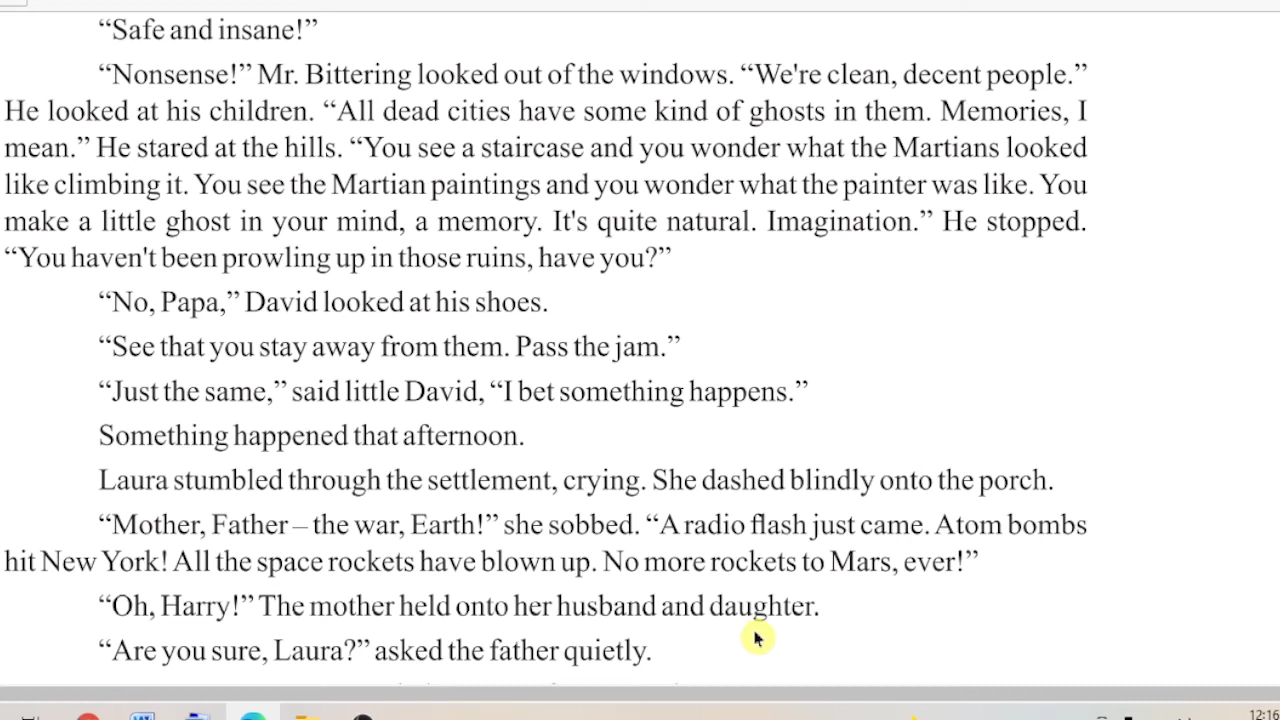 “Safe and insane!”
“Nonsense!” Mr. Bittering looked out of the windows. “We're clean, decent people.”
He looked at his children. “All dead cities have some kind of ghosts in them. Memories, I
mean.” He stared at the hills. “You see a staircase and you wonder what the Martians looked
like climbing it. You see the Martian paintings and you wonder what the painter was like. You
make a little ghost in your mind, a memory. It's quite natural. Imagination.” He stopped.
“You haven't been prowling up in those ruins, have you?”
“No, Papa,” David looked at his shoes.
“See that you stay away from them. Pass the jam.”
“Just the same,” said little David, “I bet something happens.”
Something happened that afternoon.
Laura stumbled through the settlement, crying. She dashed blindly onto the porch.
“Mother, Father – the war, Earth!” she sobbed. “A radio flash just came. Atom bombs
hit New York! All the space rockets have blown up. No more rockets to Mars, ever!”
“Oh, Harry!” The mother held onto her husband and daughter.
“Are you sure, Laura?” asked the father quietly.
12:16